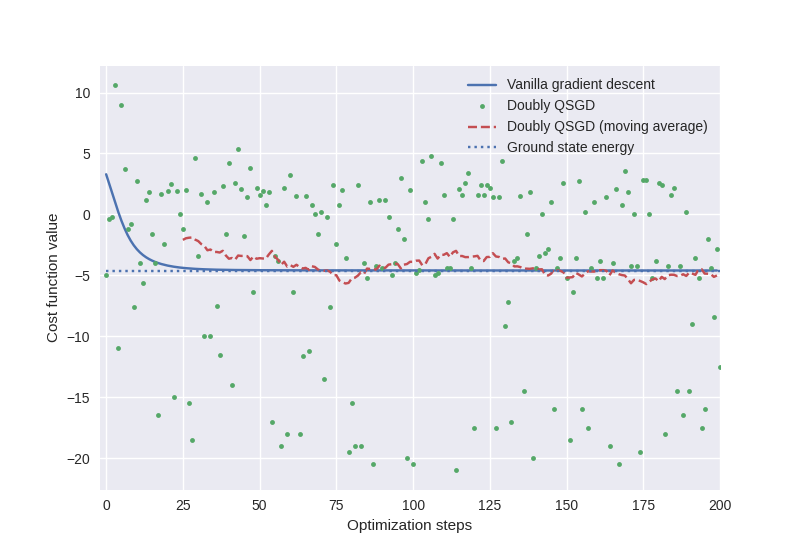 Vanilla gradient descent
Doubly QSGD
Doubly QSGD (moving average)
Ground state energy
10
5
0
−5
−10
−15
−20
Cost function value
0 25 50 75 100 125 150 175 200
Optimization steps